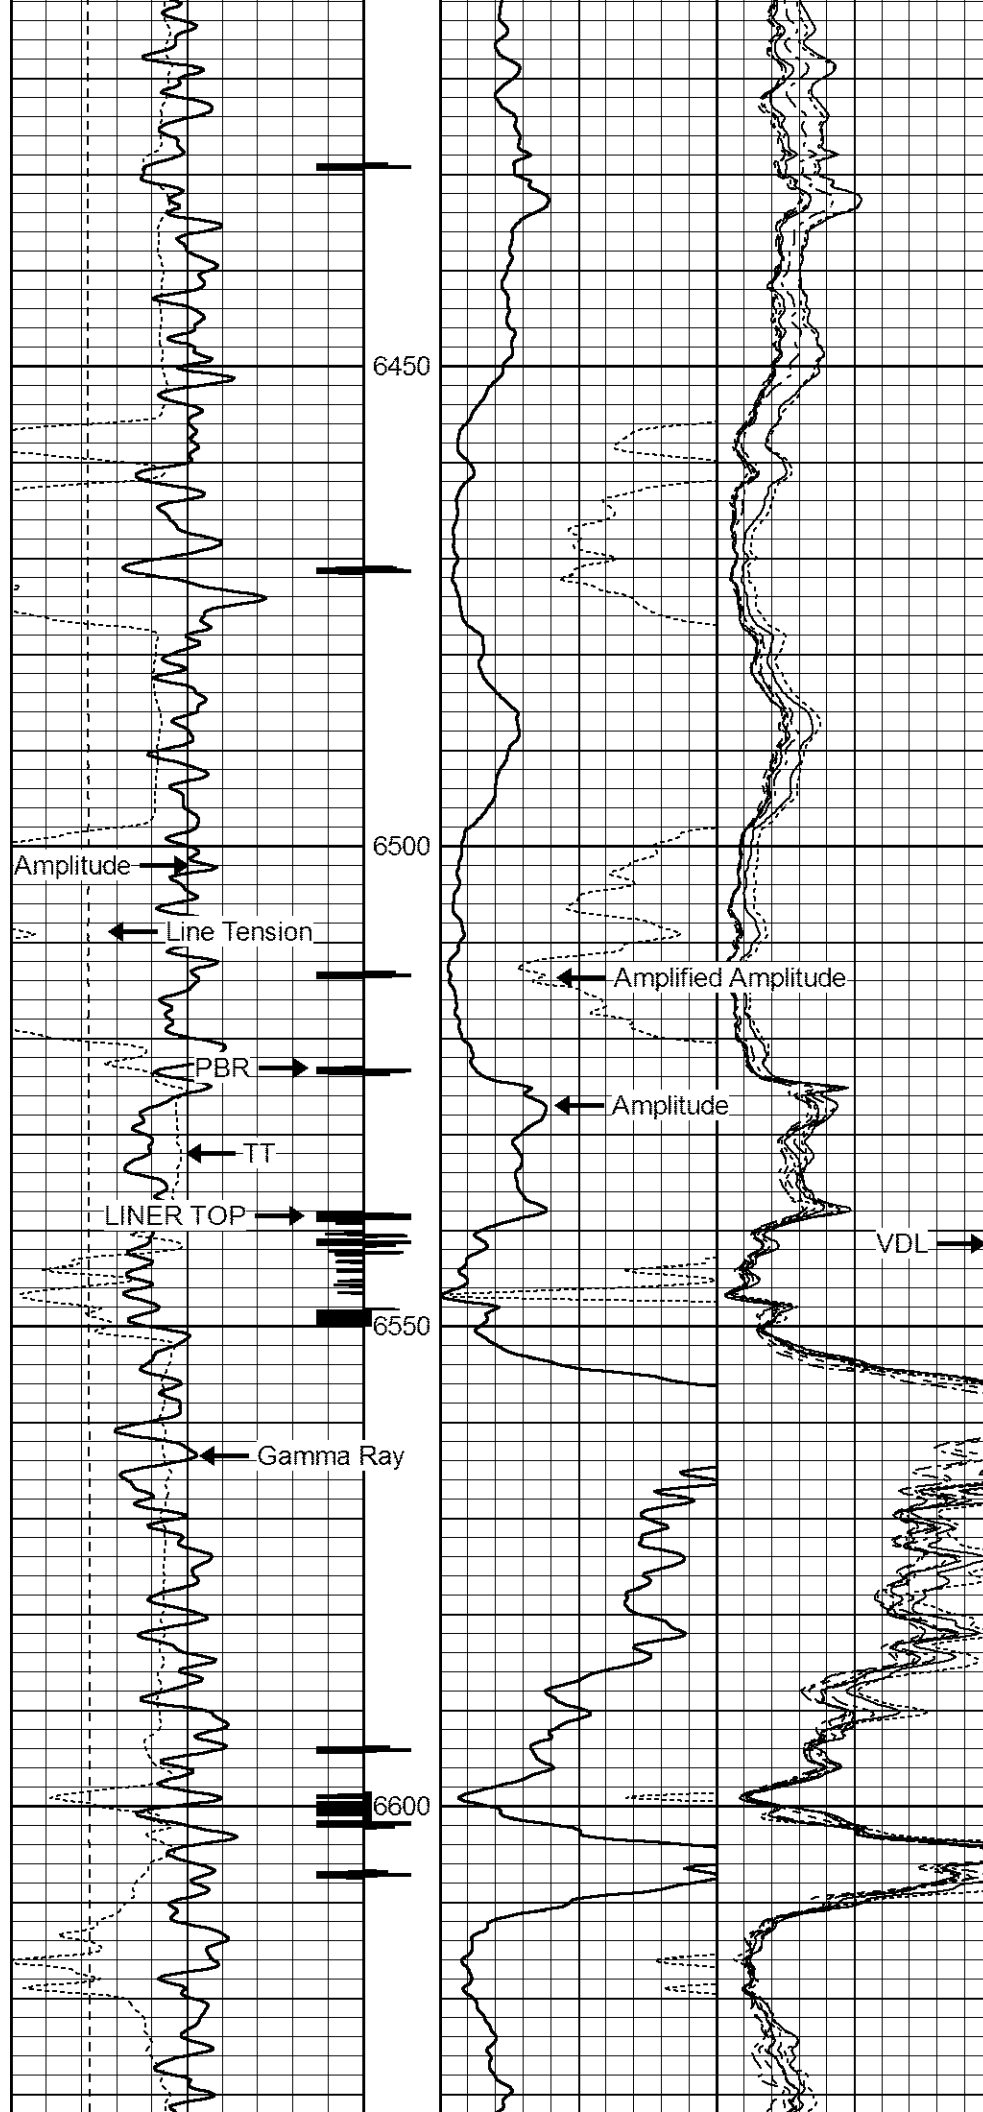 6450
6500
Amplitude
Line Tension
Amplified Amplitude
PBR
Amplitude
TT
LINER TOP
VDL
6550
Gamma Ray
6600